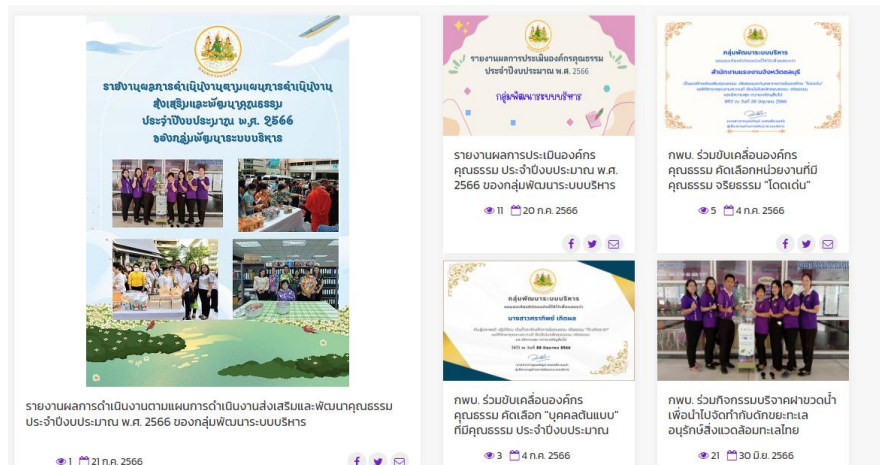 รายงานผลการดำเนินงานตามแผนการดำเนินงาน
ส่งเสริมและพัฒนาคุณธรรม
ประจำปีงบประมาณ พ.ศ. 2566
ของกลุ่มพัฒนาระบบบริหาร
รายงานผลการดำเนินงานตามแผนการดำเนินงานส่งเสริมและพัฒนาคุณธรรม
ประจำปีงบประมาณ พ.ศ. 2566 ของกลุ่มพัฒนาระบบบริหาร
1 21 ก.ค. 2566
รายงานผลการประเมินองค์กรคุณธรรม
ประจำปีงบประมาณ พ.ศ. 2566
กลุ่มพัฒนาระบบบริหาร
รายงานผลการประเมินองค์กร
คุณธรรม ประจำปีงบประมาณ พ.ศ.
2566 ของกลุ่มพัฒนาระบบบริหาร
11 20 ก.ค. 2566
กลุ่มพัฒนาระบบบริหาร
สำนักงานแรงงานจังหวัดชลบุรี
กพบ. ร่วมขับเคลื่อนองค์กร
คุณธรรม คัดเลือกหน่วยงานที่มี
คุณธรรม จริยธรรม "โดดเด่น"
5 4 ก.ค. 2566
กลุ่มพัฒนาระบบบริหาร
กพบ. ร่วมขับเคลื่อนองค์กร
คุณธรรม คัดเลือก "บุคคลต้นแบบ"
ที่มีคุณธรรม ประจำปีงบประมาณ
3 4 ก.ค. 2566
กพบ. ร่วมกิจกรรมบริจาคฝาขวดน้ำ
เพื่อนำไปจัดทำทุ่นดักขยะทะเล
อนุรักษ์สิ่งแวดล้อมทะเลไทย
21 30 มิ.ย. 2566